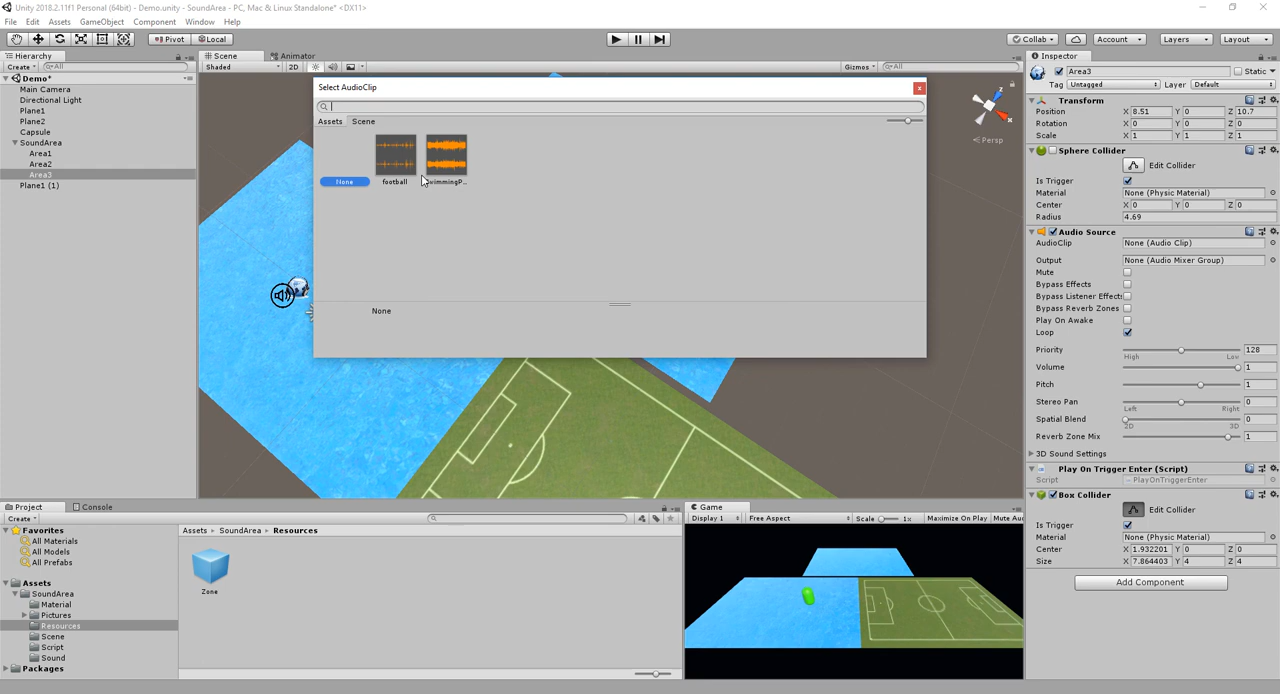 Unity 2018.2.11f1 Personal (64bit) - Demo.unity - SoundArea - PC, Mac & Linux Standalone* <DX11>
File Edit Assets GameObject Component Window Help
Pivot Local Collab Account Layers Layout
Hierarchy
Create All
Demo*
Main Camera
Directional Light
Plane1
Plane2
Capsule
SoundArea
Area1
Area2
Area3
Plane1 (1)
Scene Animator
Shaded 2D Gizmos All
Persp
Select AudioClip
Assets Scene
None football
None
Inspector
Area3 Static
Tag Untagged Layer Default
Transform
Position X 8.51 Y 0 Z 10.7
Rotation X 0 Y 0 Z 0
Scale X 1 Y 1 Z 1
Sphere Collider
Edit Collider
Is Trigger
Material None (Physic Material)
Center X 0 Y 0 Z 0
Radius 4.69
Audio Source
AudioClip None (Audio Clip)
Output None (Audio Mixer Group)
Mute
Bypass Effects
Bypass Listener Effect
Bypass Reverb Zones
Play On Awake
Loop
Priority 128
High Low
Volume 1
Pitch 1
Stereo Pan 0
Left Right
Spatial Blend 0
2D 3D
Reverb Zone Mix 1
3D Sound Settings
Play On Trigger Enter (Script)
Script PlayOnTriggerEnter
Box Collider
Edit Collider
Is Trigger
Material None (Physic Material)
Center X 1.932201 Y 0 Z 0
Size X 7.864403 Y 4 Z 4
Add Component
Project Console
Create
Favorites
All Materials
All Models
All Prefabs
Assets
SoundArea
Material
Pictures
Resources
Scene
Script
Sound
Packages
Assets SoundArea Resources
Zone
Game
Display 1 Free Aspect Scale 1x Maximize On Play Mute Au